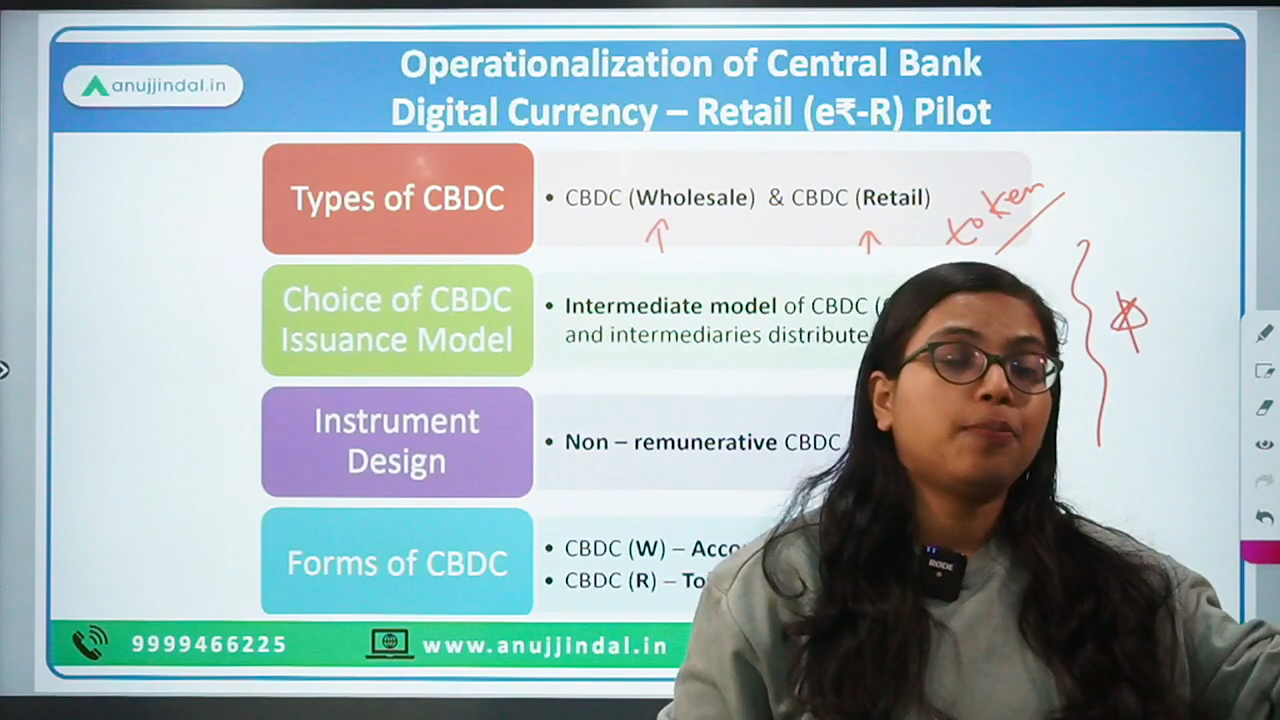 anujjindal.in
Operationalization of Central Bank
Digital Currency – Retail (e₹-R) Pilot
Types of CBDC
• CBDC (Wholesale) & CBDC (Retail)
token
Choice of CBDC
Issuance Model
• Intermediate model of CBDC (
and intermediaries distribute
Instrument
Design
• Non – remunerative CBDC
Forms of CBDC
• CBDC (W) –
• CBDC (R) –
9999466225
www.anujjindal.in
RØDE